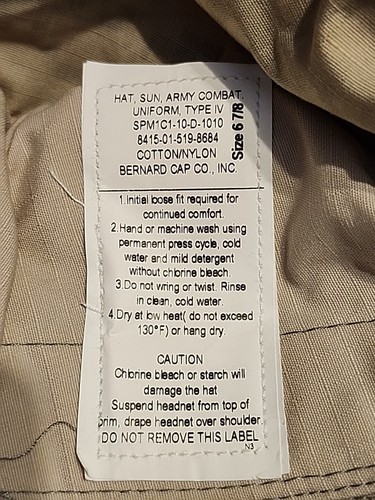 HAT, SUN, ARMY COMBAT,
UNIFORM, TYPE IV
SPM1C1-10-D-1010
8415-01-519-8684
COTTON/NYLON
BERNARD CAP CO., INC.
Size 6 7/8
1.Initial loose fit required for
continued comfort.
2.Hand or machine wash using
permanent press cycle, cold
water and mild detergent
without chlorine bleach.
3.Do not wring or twist. Rinse
in clean, cold water.
4.Dry at low heat( do not exceed
130°F) or hang dry.
CAUTION
Chlorine bleach or starch will
damage the hat
Suspend headnet from top of
brim, drape headnet over shoulder.
DO NOT REMOVE THIS LABEL
N3